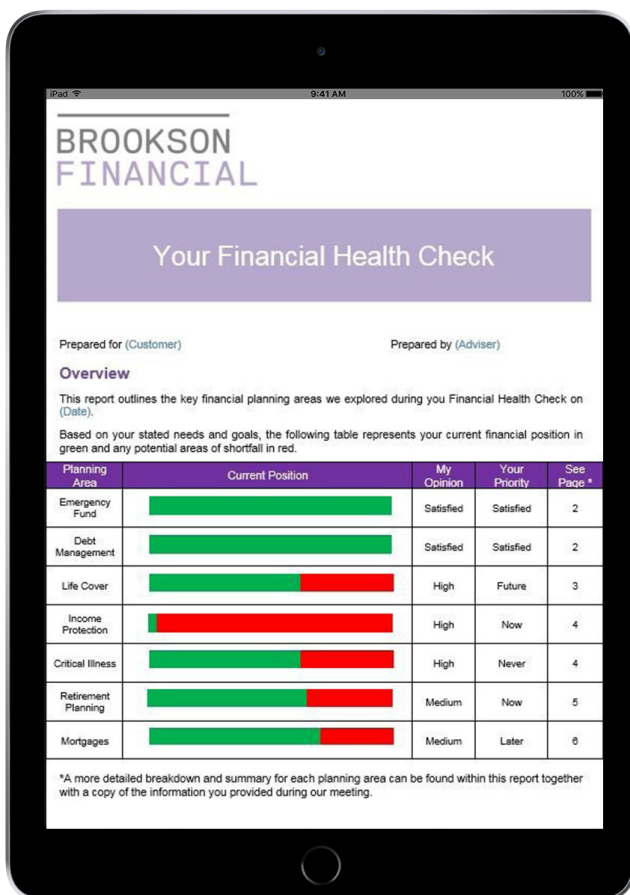 iPad 9:41 AM 100%
BROOKSON
FINANCIAL
Your Financial Health Check
Prepared for (Customer) Prepared by (Adviser)
Overview
This report outlines the key financial planning areas we explored during you Financial Health Check on
(Date).
Based on your stated needs and goals, the following table represents your current financial position in
green and any potential areas of shortfall in red.
Planning Area Current Position My Opinion Your Priority See Page *
Emergency Fund Satisfied Satisfied 2
Debt Management Satisfied Satisfied 2
Life Cover High Future 3
Income Protection High Now 4
Critical Illness High Never 4
Retirement Planning Medium Now 5
Mortgages Medium Later 6
*A more detailed breakdown and summary for each planning area can be found within this report together
with a copy of the information you provided during our meeting.